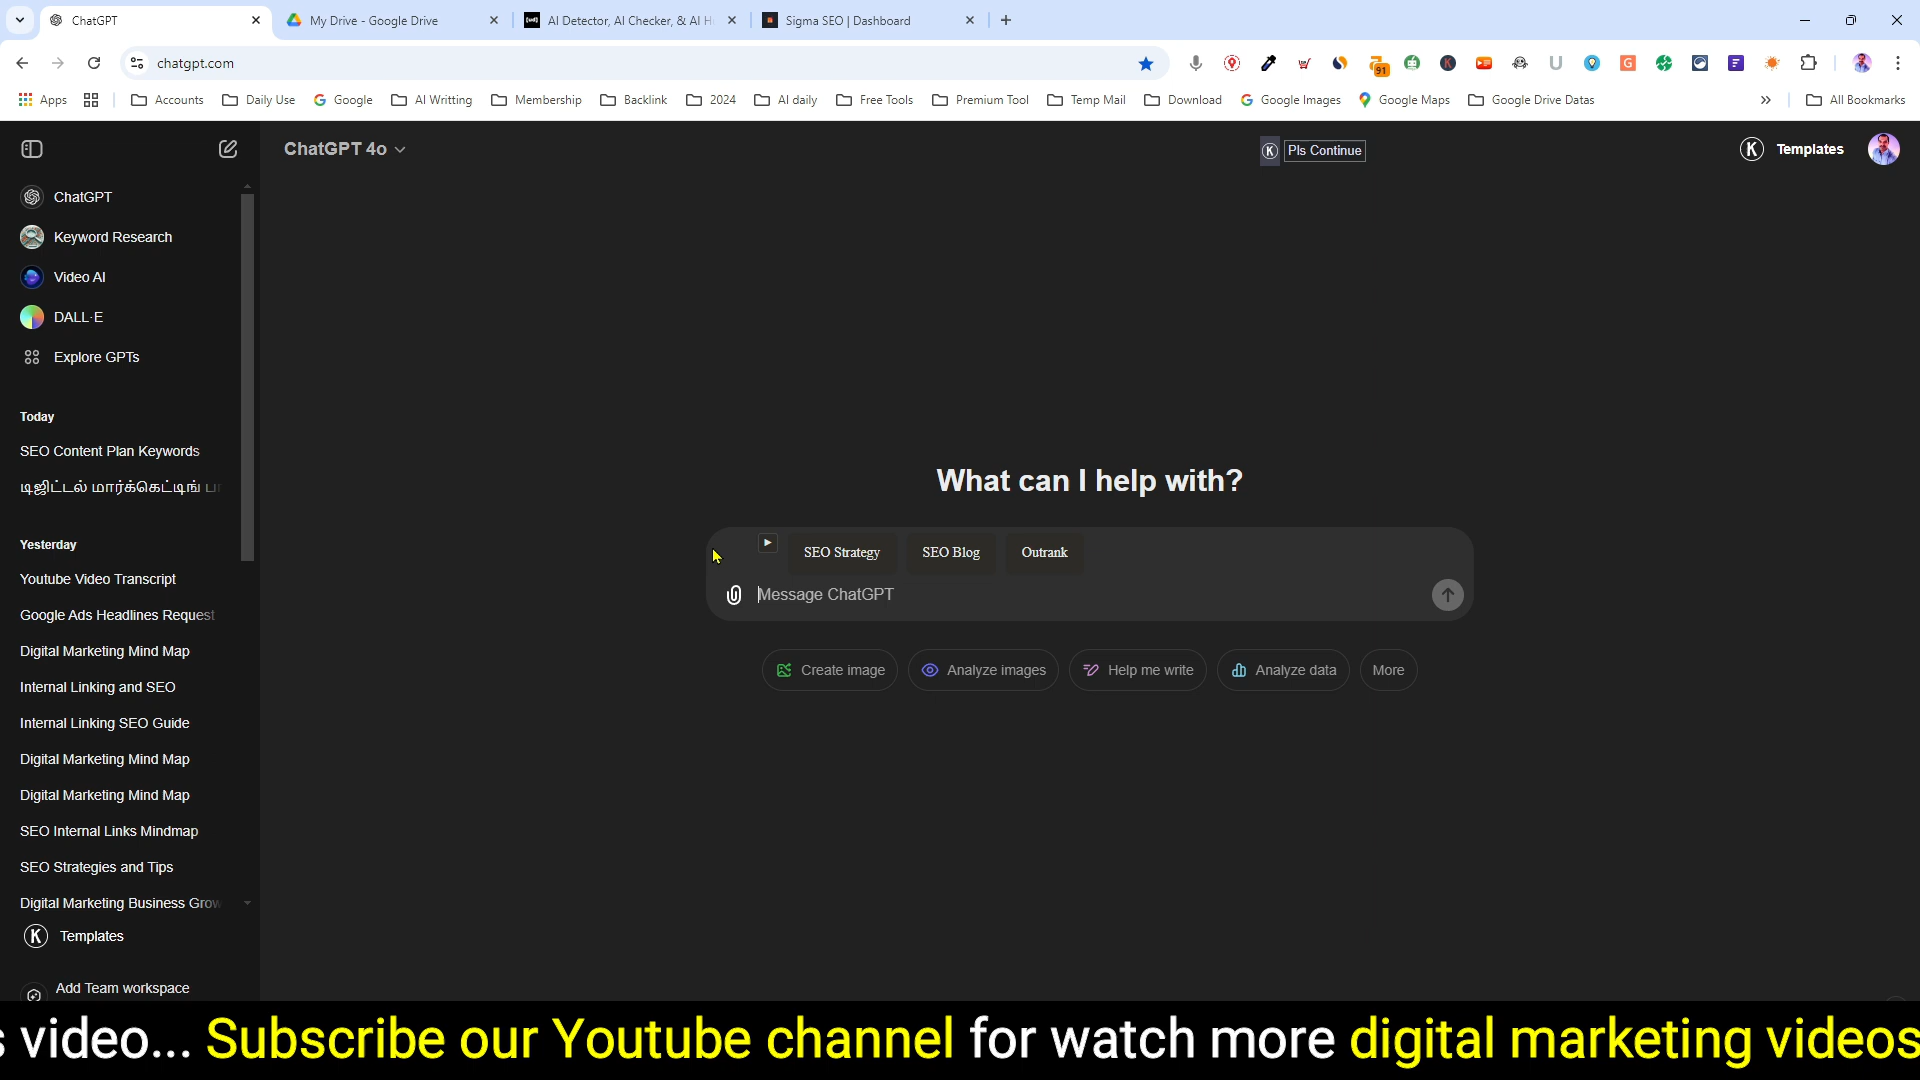 ChatGPT
My Drive - Google Drive
AI Detector, AI Checker, & AI H
Sigma SEO | Dashboard
chatgpt.com
91
Apps
Accounts
Daily Use
Google
AI Writting
Membership
Backlink
2024
AI daily
Free Tools
Premium Tool
Temp Mail
Download
Google Images
Google Maps
Google Drive Datas
All Bookmarks
ChatGPT 4o
Pls Continue
Templates
ChatGPT
Keyword Research
Video AI
DALL·E
Explore GPTs
Today
SEO Content Plan Keywords
டிஜிட்டல் மார்க்கெட்டிங்
Yesterday
Youtube Video Transcript
Google Ads Headlines Request
Digital Marketing Mind Map
Internal Linking and SEO
Internal Linking SEO Guide
Digital Marketing Mind Map
Digital Marketing Mind Map
SEO Internal Links Mindmap
SEO Strategies and Tips
Digital Marketing Business Grow
Templates
Add Team workspace
What can I help with?
SEO Strategy
SEO Blog
Outrank
Message ChatGPT
Create image
Analyze images
Help me write
Analyze data
More
s video... Subscribe our Youtube channel for watch more digital marketing videos